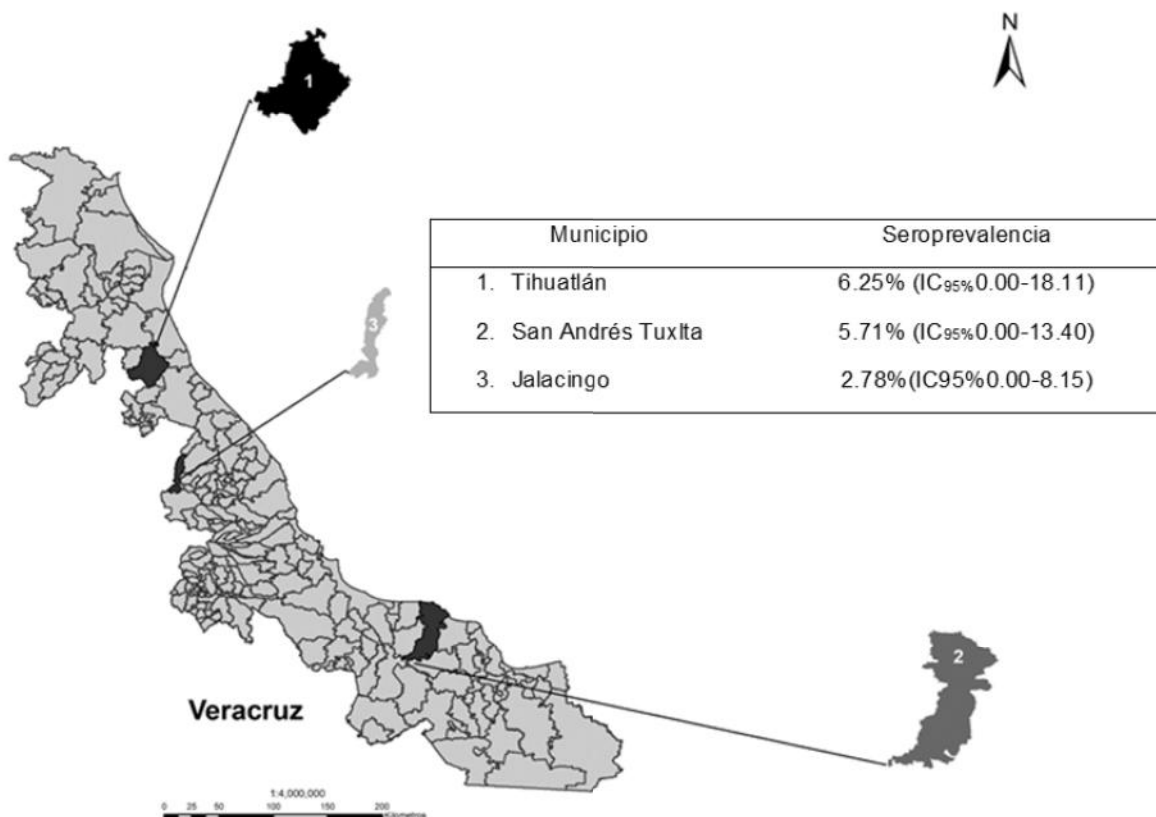 N
1
Municipio Seroprevalencia
1. Tihuatlán 6.25% (IC95%0.00-18.11)
2. San Andrés Tuxlta 5.71% (IC95%0.00-13.40)
3. Jalacingo 2.78%(IC95%0.00-8.15)
3
2
Veracruz
1:4,000,000
0 25 50 100 150 200
Kilometros